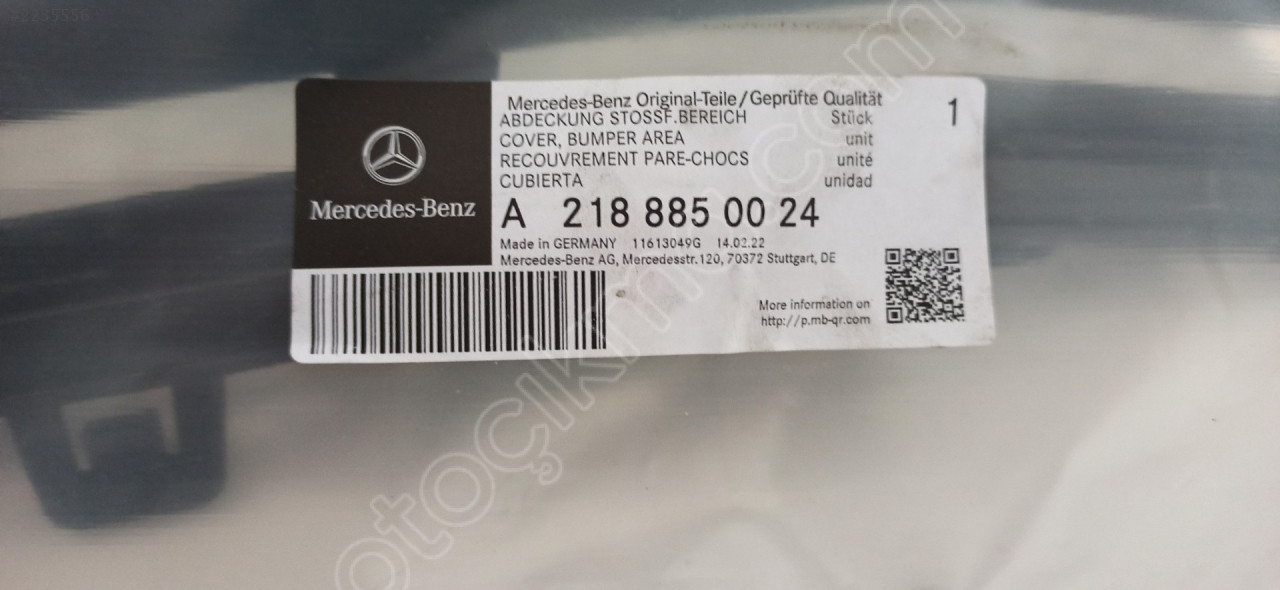 Mercedes-Benz Original-Teile/Geprüfte Qualität
ABDECKUNG STOSSF.BEREICH Stück 1
COVER, BUMPER AREA unit
RECOUVREMENT PARE-CHOCS unité
CUBIERTA unidad
Mercedes-Benz
A 218 885 00 24
Made in GERMANY 11613049G 14.02.22
Mercedes-Benz AG, Mercedesstr.120, 70372 Stuttgart, DE
More information on
http://p.mb-qr.com
otoçıkma.com